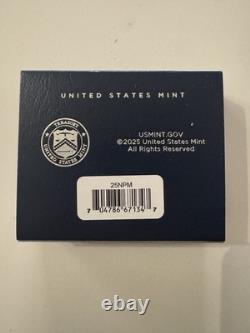 UNITED STATES MINT
TREASURY
UNITED STATES MINT
USMINT.GOV
©2025 United States Mint
All Rights Reserved
25NPM
7 04786 67134 7
ebay